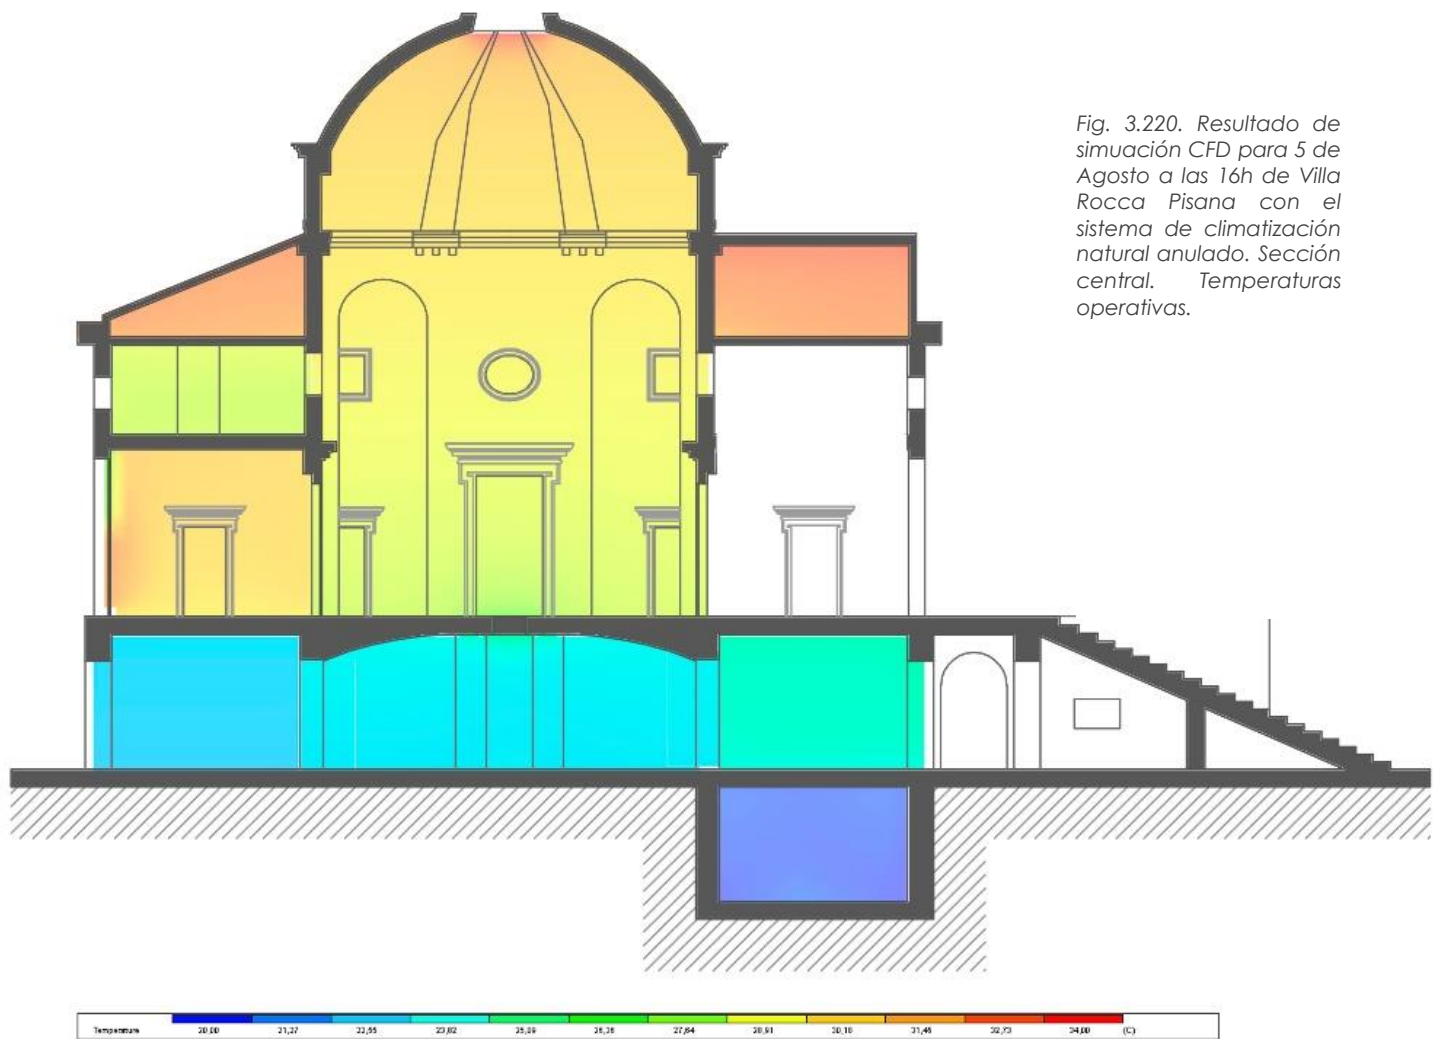 Fig. 3.220. Resultado de
simuación CFD para 5 de
Agosto a las 16h de Villa
Rocca Pisana con el
sistema de climatización
natural anulado. Sección
central. Temperaturas
operativas.
Temperature 20,00 21,27 22,55 23,82 25,09 26,36 27,64 28,91 30,18 31,46 32,73 34,00 (C)